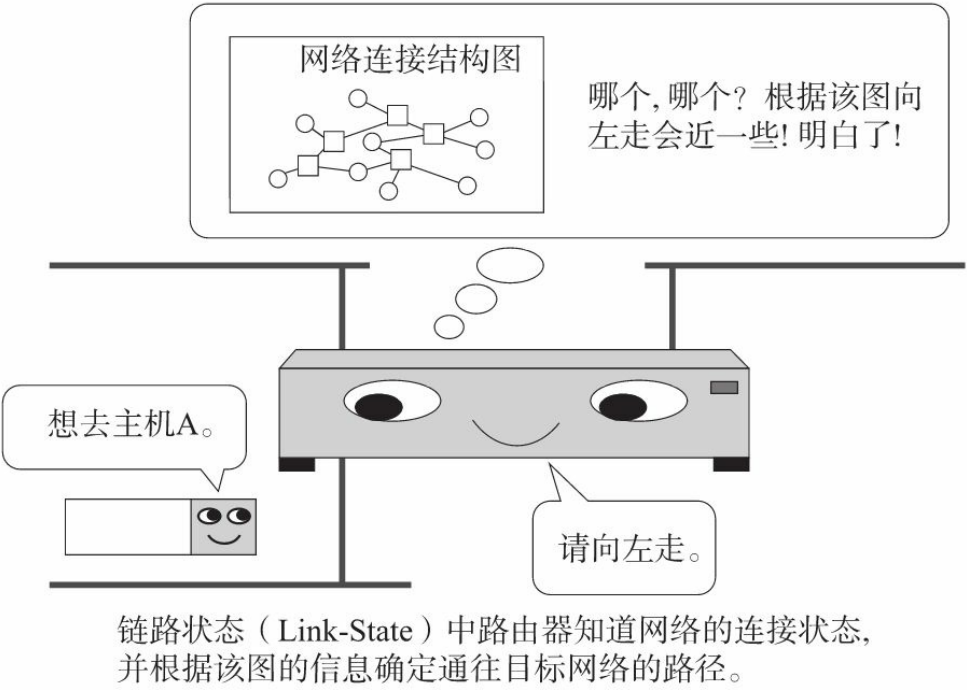 网络连接结构图
哪个,哪个？根据该图向
左走会近一些!明白了!
想去主机A。
请向左走。
链路状态（Link-State）中路由器知道网络的连接状态,
并根据该图的信息确定通往目标网络的路径。